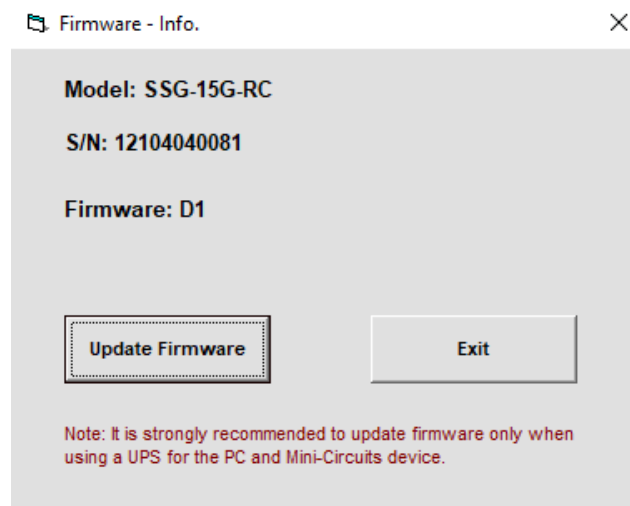 Firmware - Info.
Model: SSG-15G-RC
S/N: 12104040081
Firmware: D1
Update Firmware
Exit
Note: It is strongly recommended to update firmware only when
using a UPS for the PC and Mini-Circuits device.